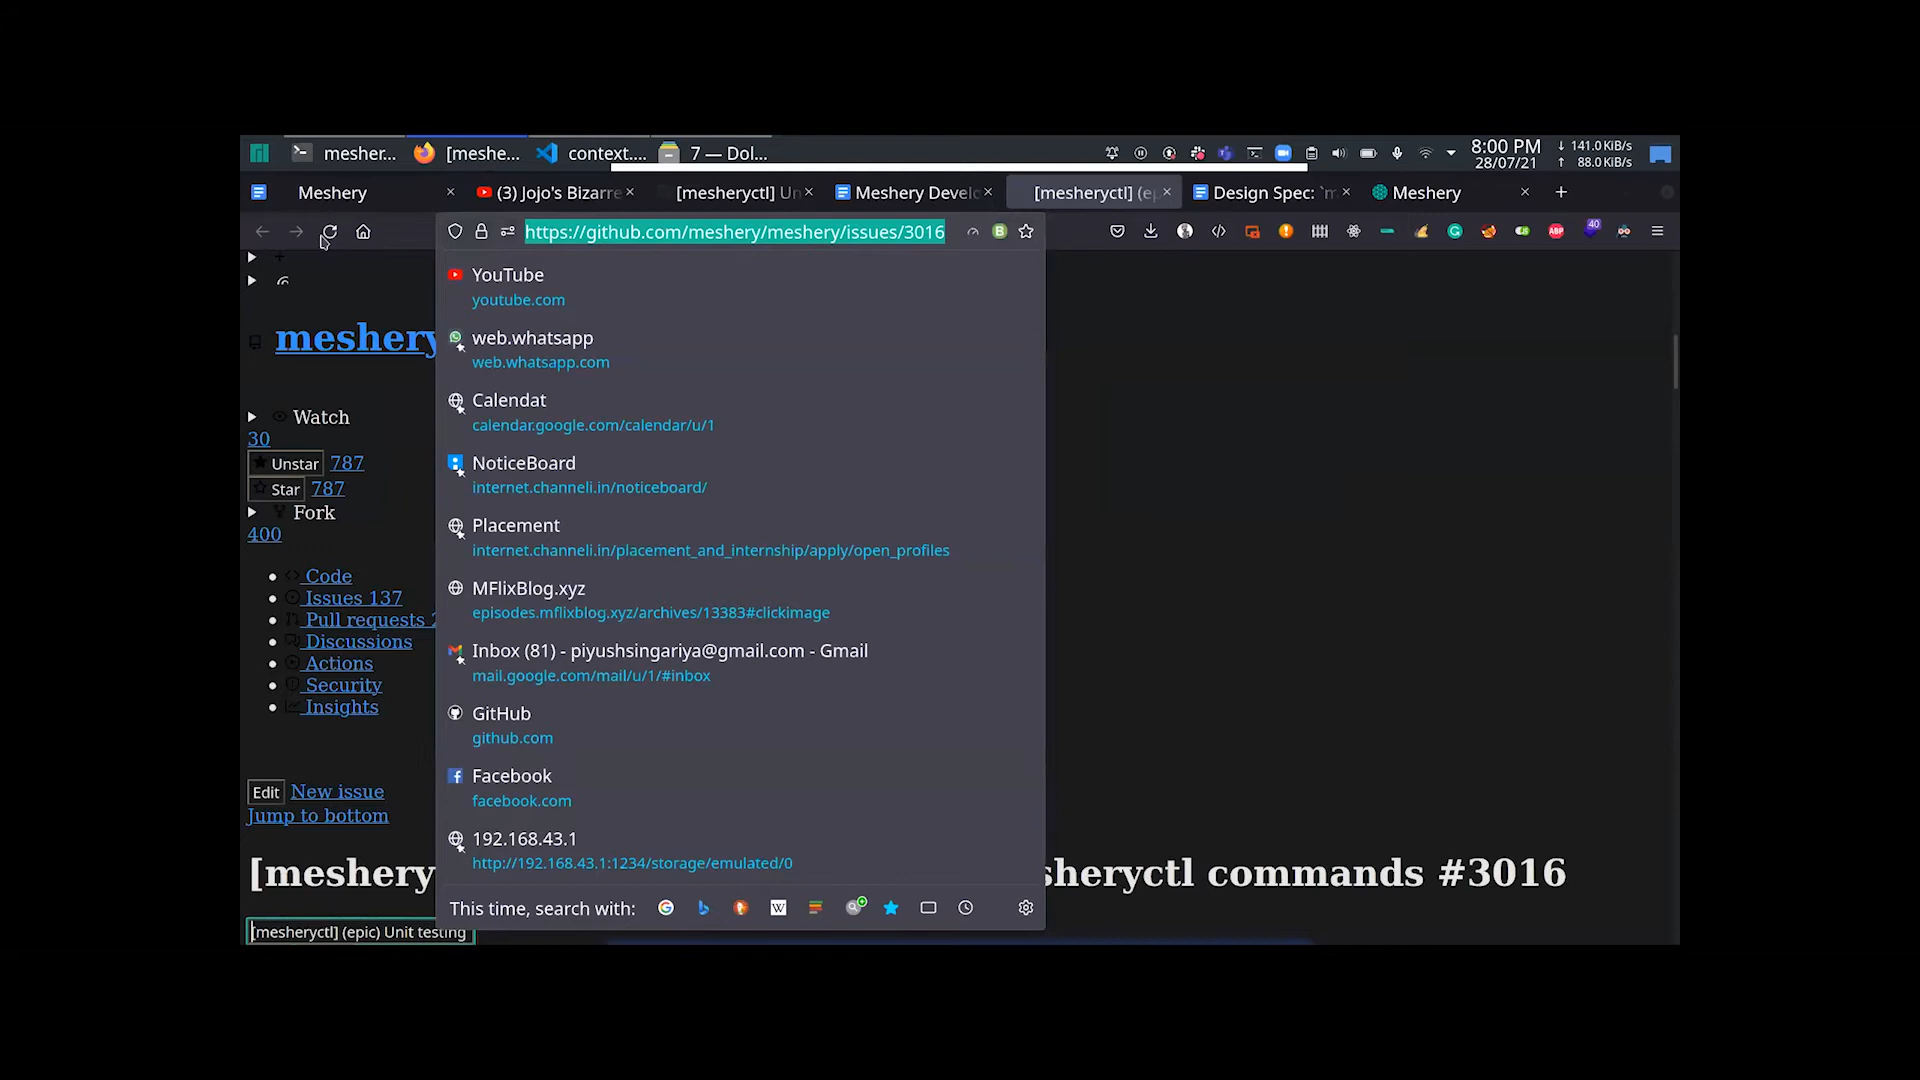 mesher... [meshe... context.... 7 — Dol... 8:00 PM 28/07/21 ↓ 141.0 KiB/s ↑ 88.0 KiB/s
Meshery × (3) Jojo's Bizarre × [mesheryctl] Un × Meshery Develo × [mesheryctl] (ep × Design Spec: `m × Meshery × +
https://github.com/meshery/meshery/issues/3016
40
YouTube
youtube.com
web.whatsapp
web.whatsapp.com
Calendat
calendar.google.com/calendar/u/1
NoticeBoard
internet.channeli.in/noticeboard/
Placement
internet.channeli.in/placement_and_internship/apply/open_profiles
MFlixBlog.xyz
episodes.mflixblog.xyz/archives/13383#clickimage
Inbox (81) - piyushsingariya@gmail.com - Gmail
mail.google.com/mail/u/1/#inbox
GitHub
github.com
Facebook
facebook.com
192.168.43.1
http://192.168.43.1:1234/storage/emulated/0
This time, search with:
meshery
Watch
30
Unstar 787
Star 787
Fork
400
Code
Issues 137
Pull requests 2
Discussions
Actions
Security
Insights
Edit New issue
Jump to bottom
[meshery sheryctl commands #3016
[mesheryctl] (epic) Unit testing